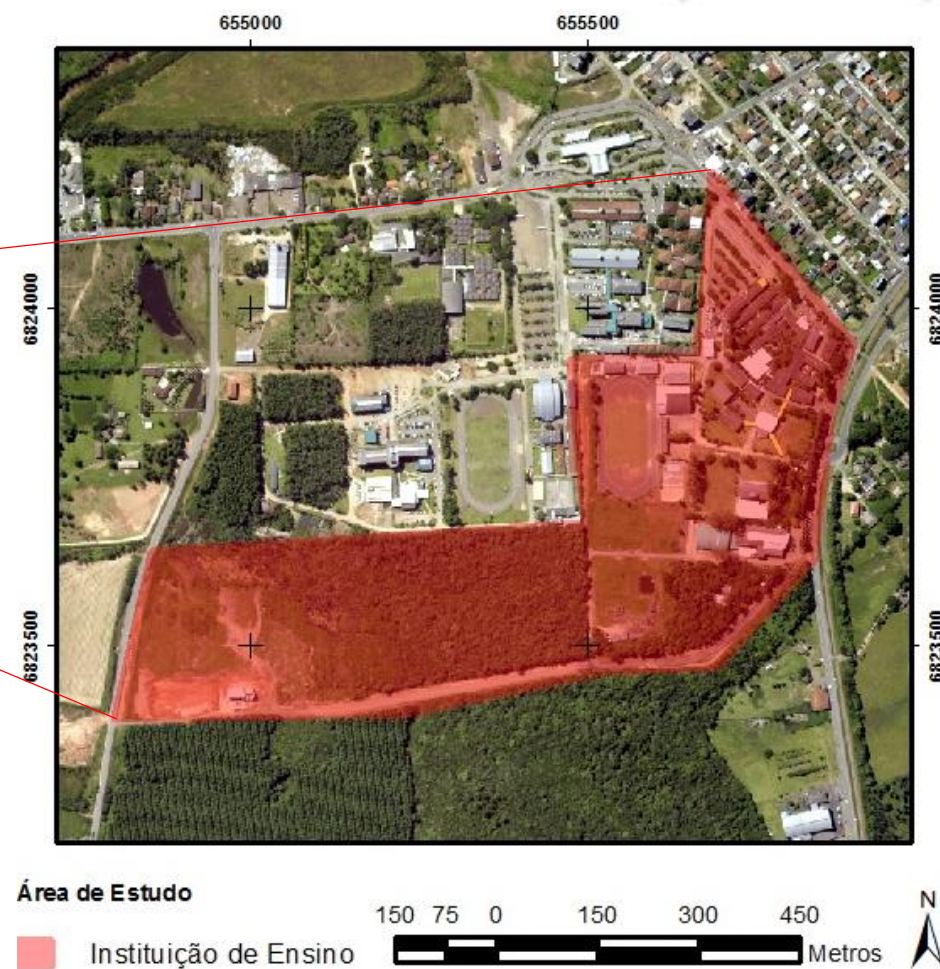 655000 655500
6824000 6824000
6823500 6823500
Área de Estudo
Instituição de Ensino
150 75 0 150 300 450
Metros
N